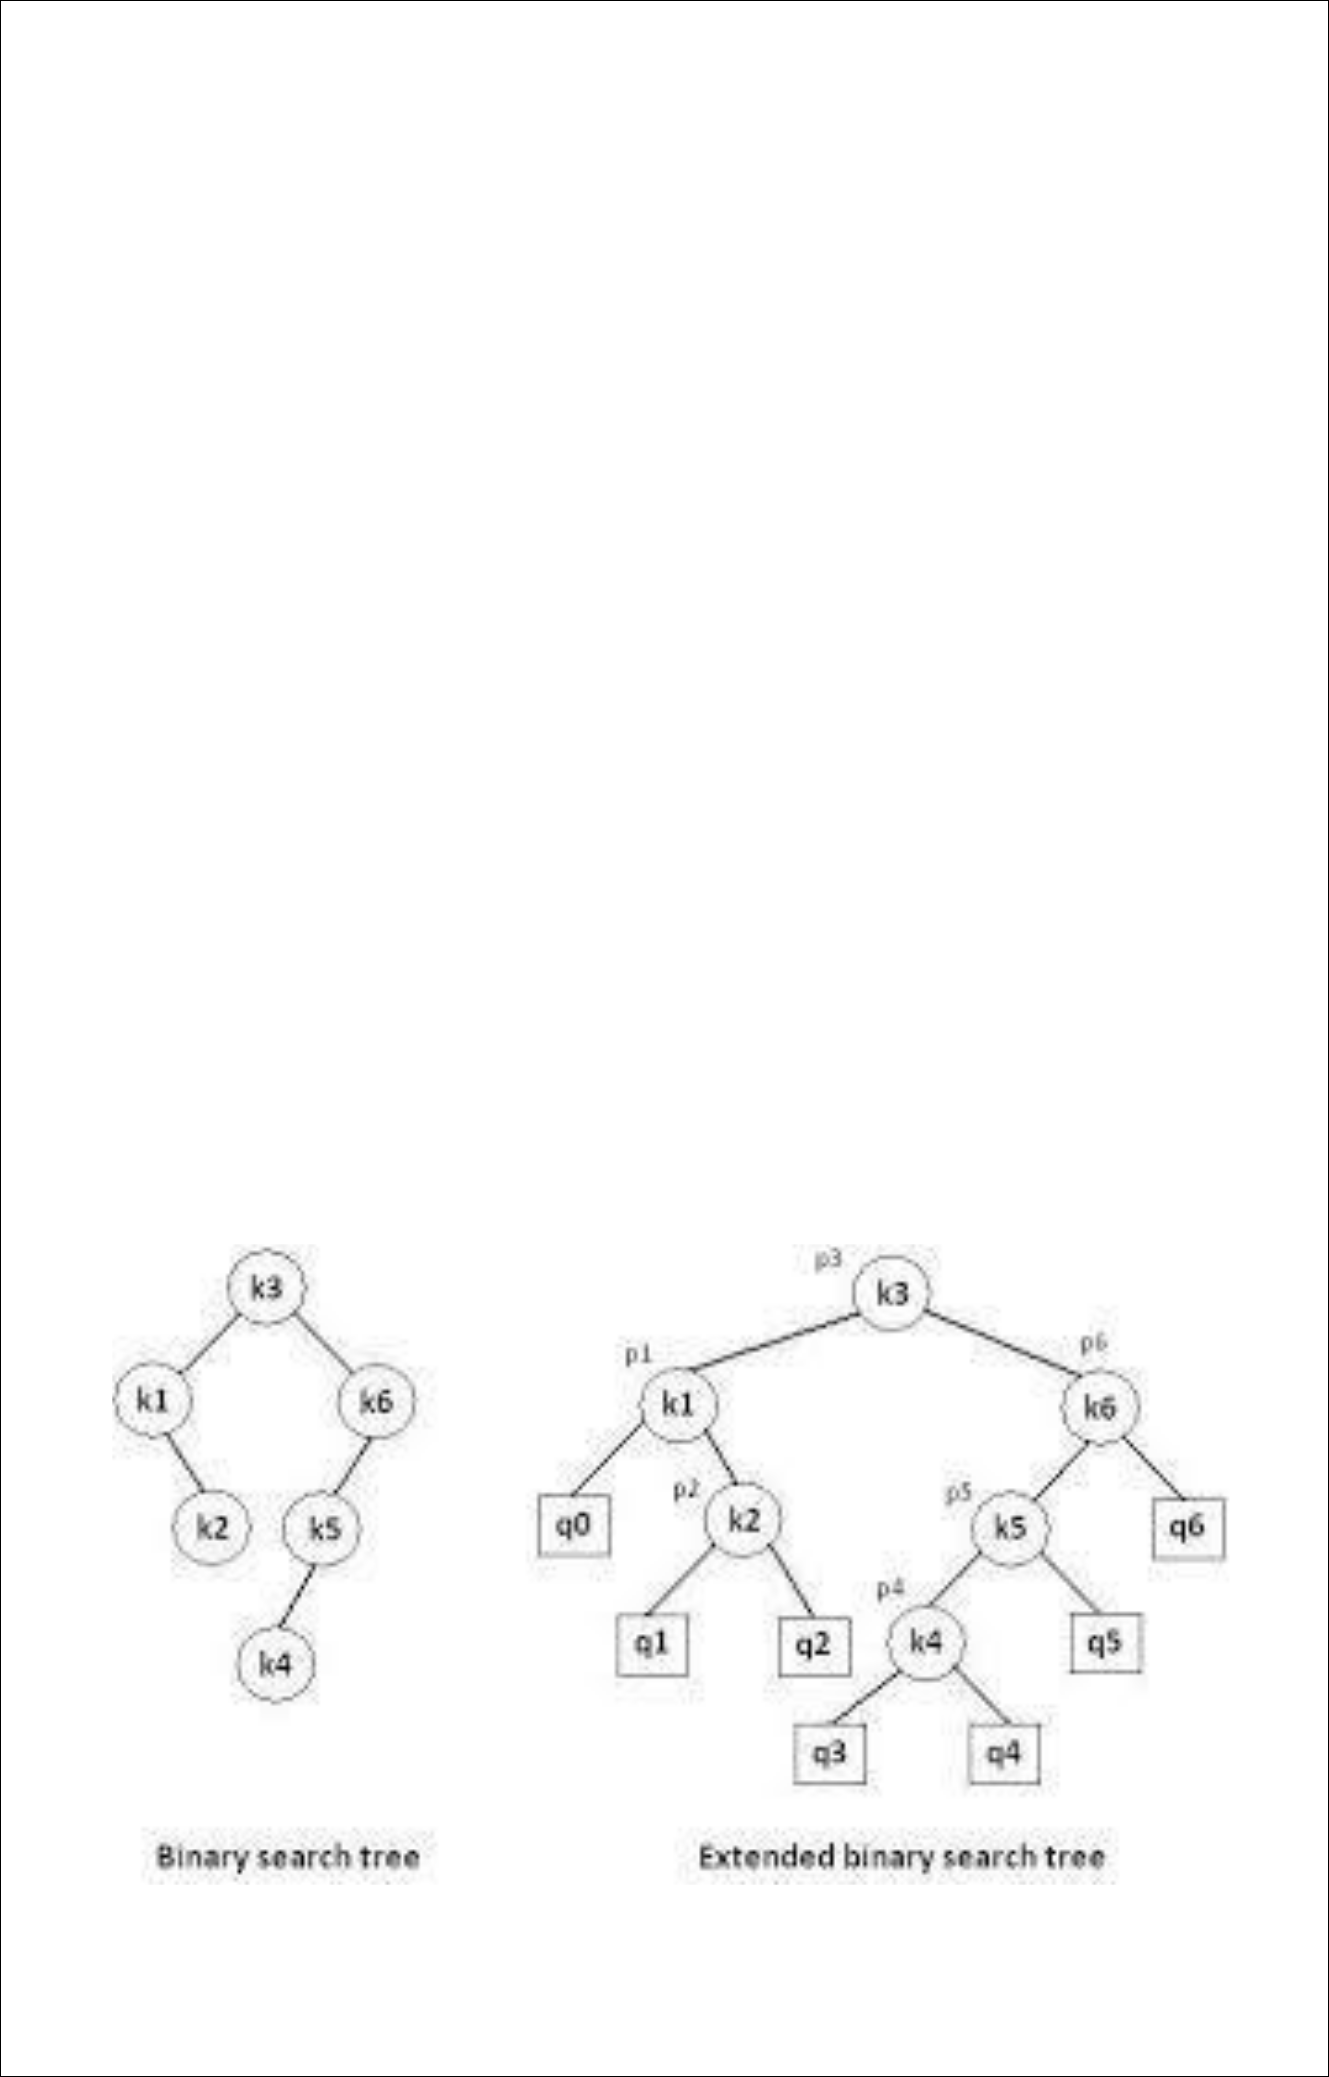 k3
k1 k6
k2 k5
k4
Binary search tree
p3 k3
p1 p6
k1 k6
p2 p5
q0 k2 k5 q6
p4
q1 q2 k4 q5
q3 q4
Extended binary search tree